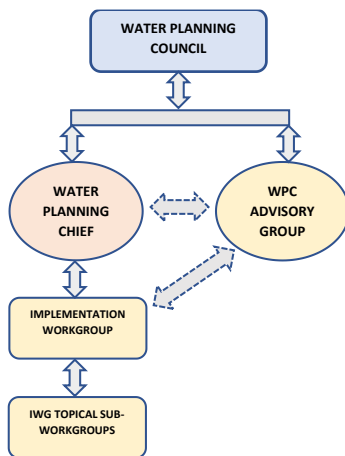 WATER PLANNING
COUNCIL
WATER
PLANNING
CHIEF
WPC
ADVISORY
GROUP
IMPLEMENTATION
WORKGROUP
IWG TOPICAL SUB-
WORKGROUPS